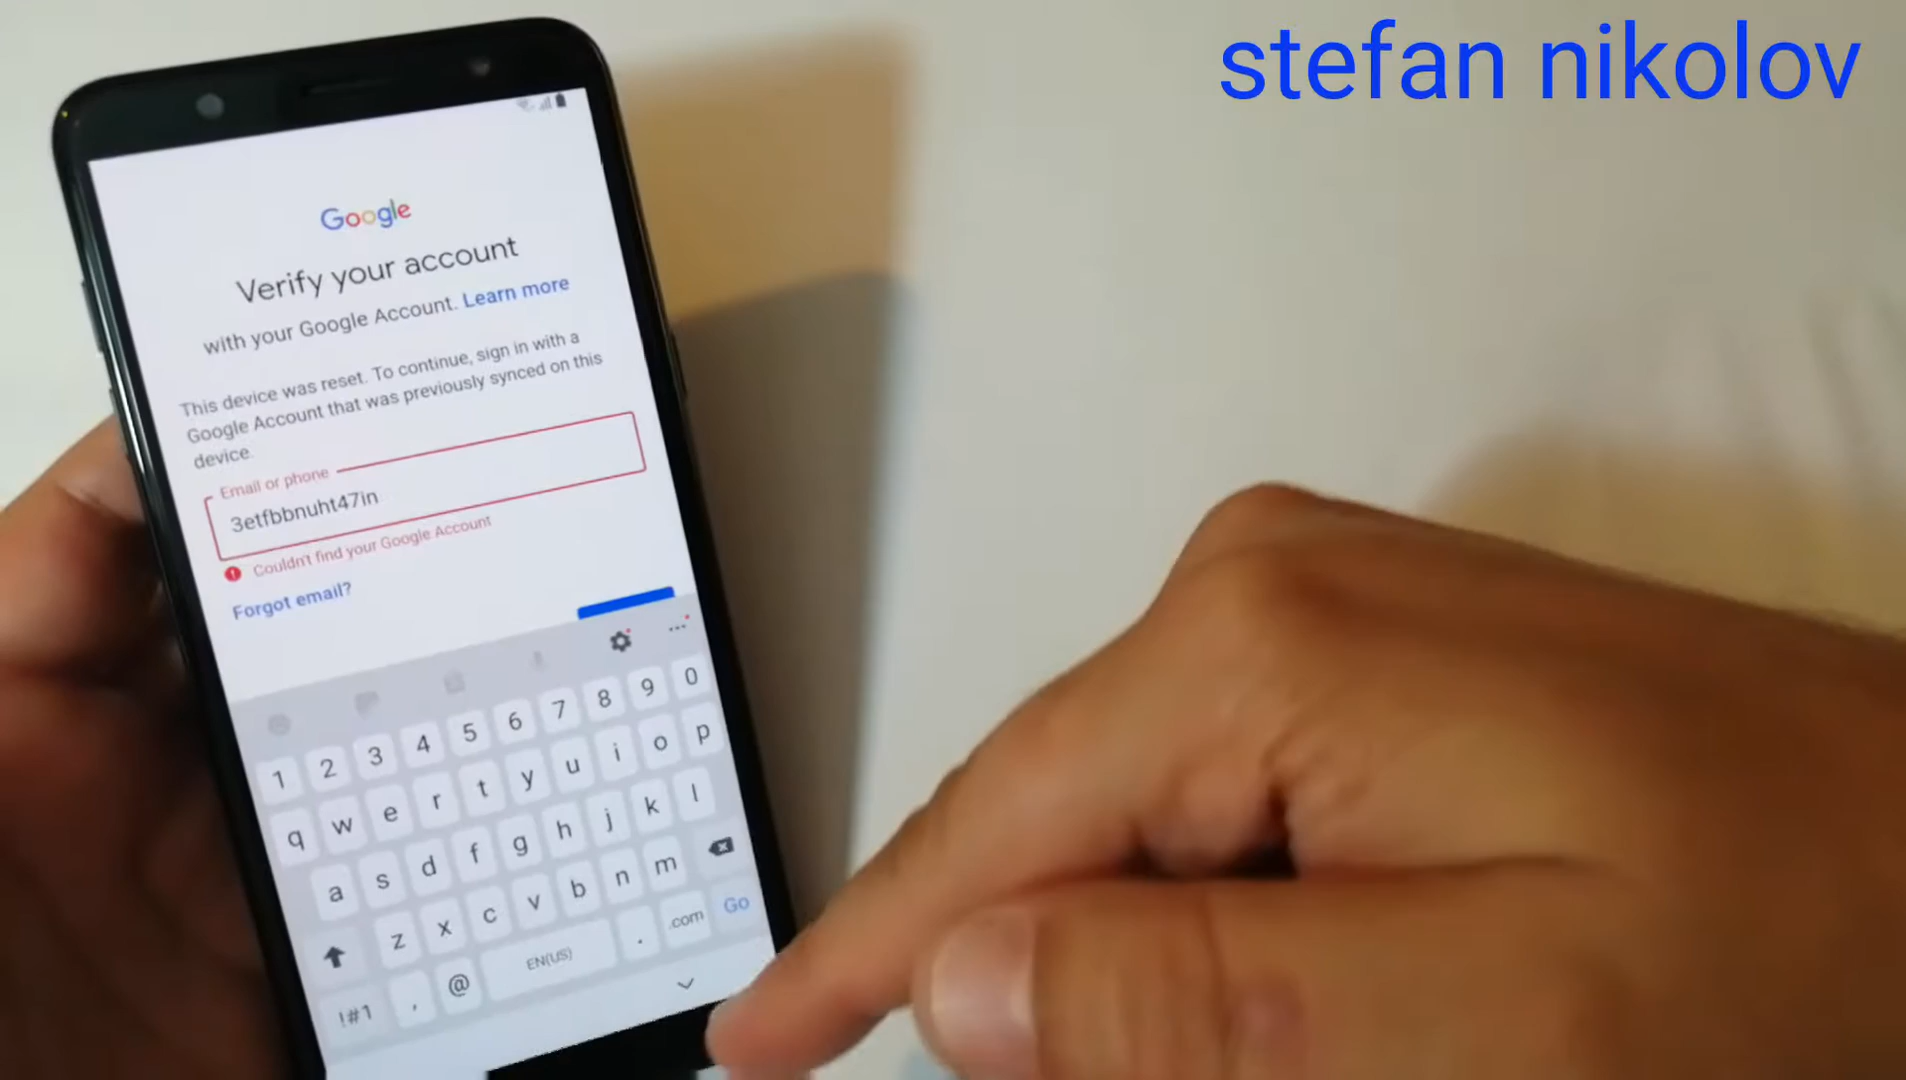 stefan nikolov
Google
Verify your account
with your Google Account. Learn more
This device was reset. To continue, sign in with a
Google Account that was previously synced on this
device.
Email or phone
3etfbbnuht47in
Couldn't find your Google Account
Forgot email?
1 2 3 4 5 6 7 8 9 0
q w e r t y u i o p
a s d f g h j k l
z x c v b n m
!#1 , @ EN(US) . .com Go